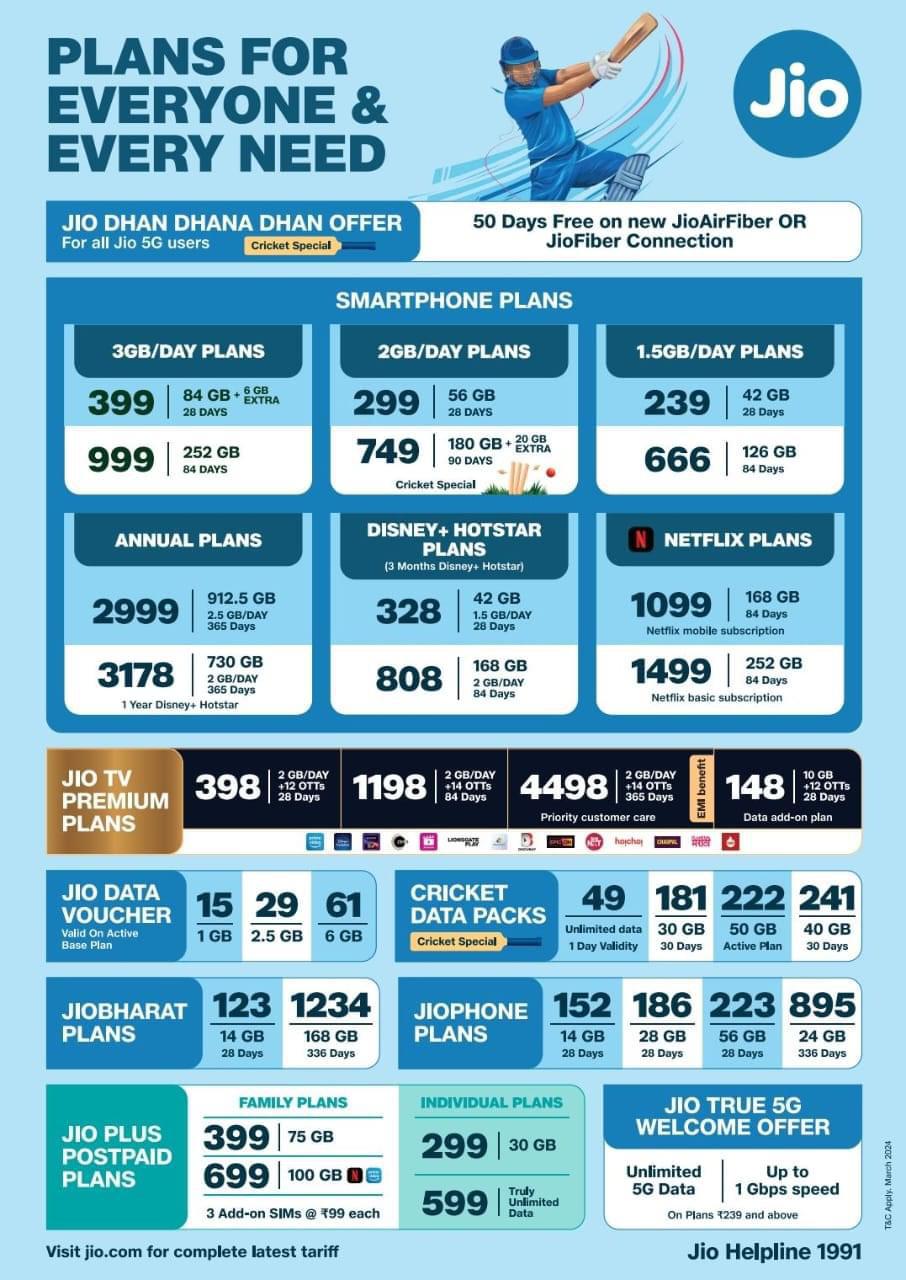 PLANS FOR
EVERYONE &
EVERY NEED
Jio
JIO DHAN DHANA DHAN OFFER
For all Jio 5G users
Cricket Special
50 Days Free on new JioAirFiber OR
JioFiber Connection
SMARTPHONE PLANS
3GB/DAY PLANS
399
84 GB + 6 GB EXTRA
28 DAYS
999
252 GB
84 DAYS
2GB/DAY PLANS
299
56 GB
28 DAYS
749
180 GB + 20 GB EXTRA
90 DAYS
Cricket Special
1.5GB/DAY PLANS
239
42 GB
28 Days
666
126 GB
84 Days
ANNUAL PLANS
2999
912.5 GB
2.5 GB/DAY
365 Days
3178
730 GB
2 GB/DAY
365 Days
1 Year Disney+ Hotstar
DISNEY+ HOTSTAR
PLANS
(3 Months Disney+ Hotstar)
328
42 GB
1.5 GB/DAY
28 Days
808
168 GB
2 GB/DAY
84 Days
N NETFLIX PLANS
1099
168 GB
84 Days
Netflix mobile subscription
1499
252 GB
84 Days
Netflix basic subscription
JIO TV
PREMIUM
PLANS
398
2 GB/DAY
+12 OTTs
28 Days
1198
2 GB/DAY
+14 OTTs
84 Days
4498
2 GB/DAY
+14 OTTs
365 Days
Priority customer care
EMI benefit
148
10 GB
+12 OTTs
28 Days
Data add-on plan
LIONSGATE
PLAY
hoichoi
CHAUPAL
JIO DATA
VOUCHER
Valid On Active
Base Plan
15
1 GB
29
2.5 GB
61
6 GB
CRICKET
DATA PACKS
Cricket Special
49
Unlimited data
1 Day Validity
181
30 GB
30 Days
222
50 GB
Active Plan
241
40 GB
30 Days
JIOBHARAT
PLANS
123
14 GB
28 Days
1234
168 GB
336 Days
JIOPHONE
PLANS
152
14 GB
28 Days
186
28 GB
28 Days
223
56 GB
28 Days
895
24 GB
336 Days
JIO PLUS
POSTPAID
PLANS
FAMILY PLANS
399
75 GB
699
100 GB N
3 Add-on SIMs @ ₹99 each
INDIVIDUAL PLANS
299
30 GB
599
Truly
Unlimited
Data
JIO TRUE 5G
WELCOME OFFER
Unlimited
5G Data
Up to
1 Gbps speed
On Plans ₹239 and above
T&C Apply. March 2024
Visit jio.com for complete latest tariff
Jio Helpline 1991